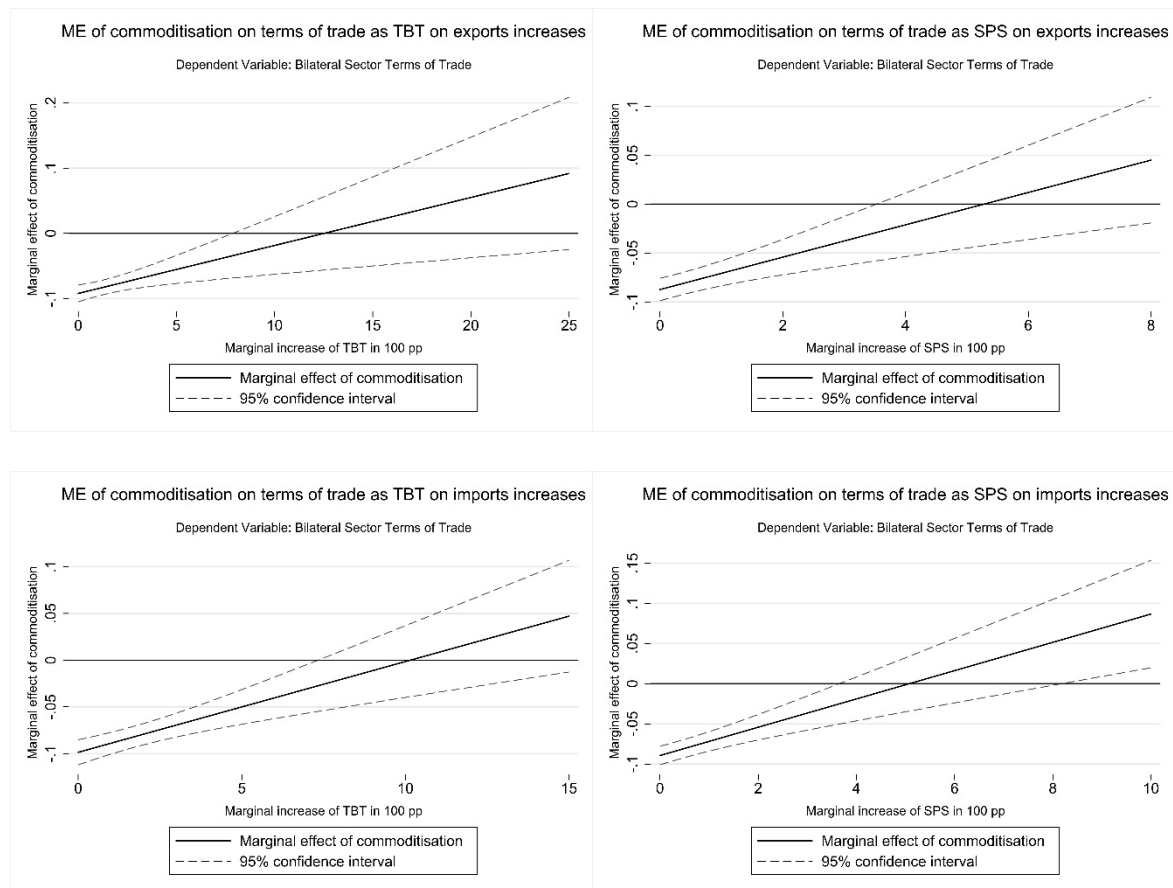 ME of commoditisation on terms of trade as TBT on exports increases
Dependent Variable: Bilateral Sector Terms of Trade
Marginal effect of commoditisation
.2
.1
0
-.1
0 5 10 15 20 25
Marginal increase of TBT in 100 pp
Marginal effect of commoditisation
95% confidence interval
ME of commoditisation on terms of trade as SPS on exports increases
Dependent Variable: Bilateral Sector Terms of Trade
Marginal effect of commoditisation
.1
.05
0
-.05
-.1
0 2 4 6 8
Marginal increase of SPS in 100 pp
Marginal effect of commoditisation
95% confidence interval
ME of commoditisation on terms of trade as TBT on imports increases
Dependent Variable: Bilateral Sector Terms of Trade
Marginal effect of commoditisation
.1
.05
0
-.05
-.1
0 5 10 15
Marginal increase of TBT in 100 pp
Marginal effect of commoditisation
95% confidence interval
ME of commoditisation on terms of trade as SPS on imports increases
Dependent Variable: Bilateral Sector Terms of Trade
Marginal effect of commoditisation
.15
.1
.05
0
-.05
-.1
0 2 4 6 8 10
Marginal increase of SPS in 100 pp
Marginal effect of commoditisation
95% confidence interval